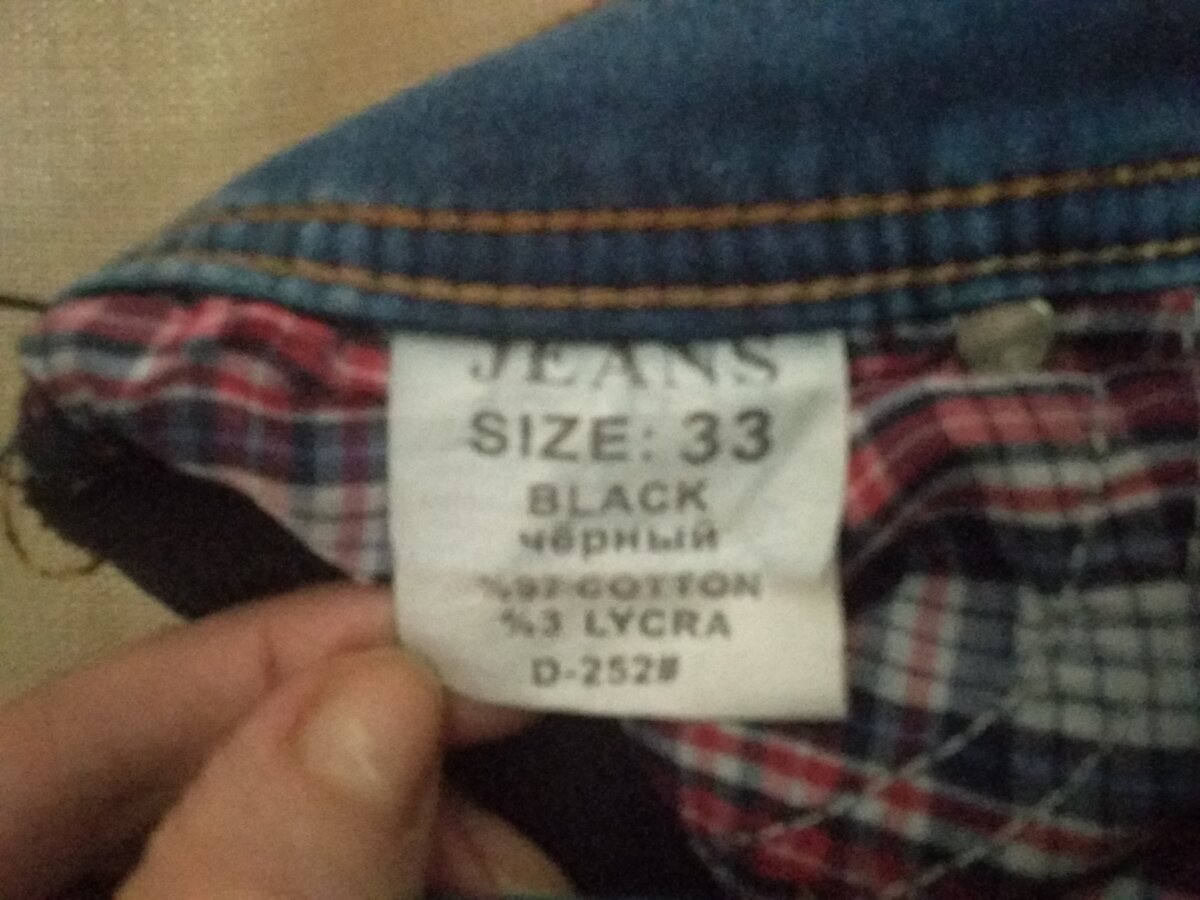 JEANS
SIZE: 33
BLACK
чёрный
%97 COTTON
%3 LYCRA
D-252#